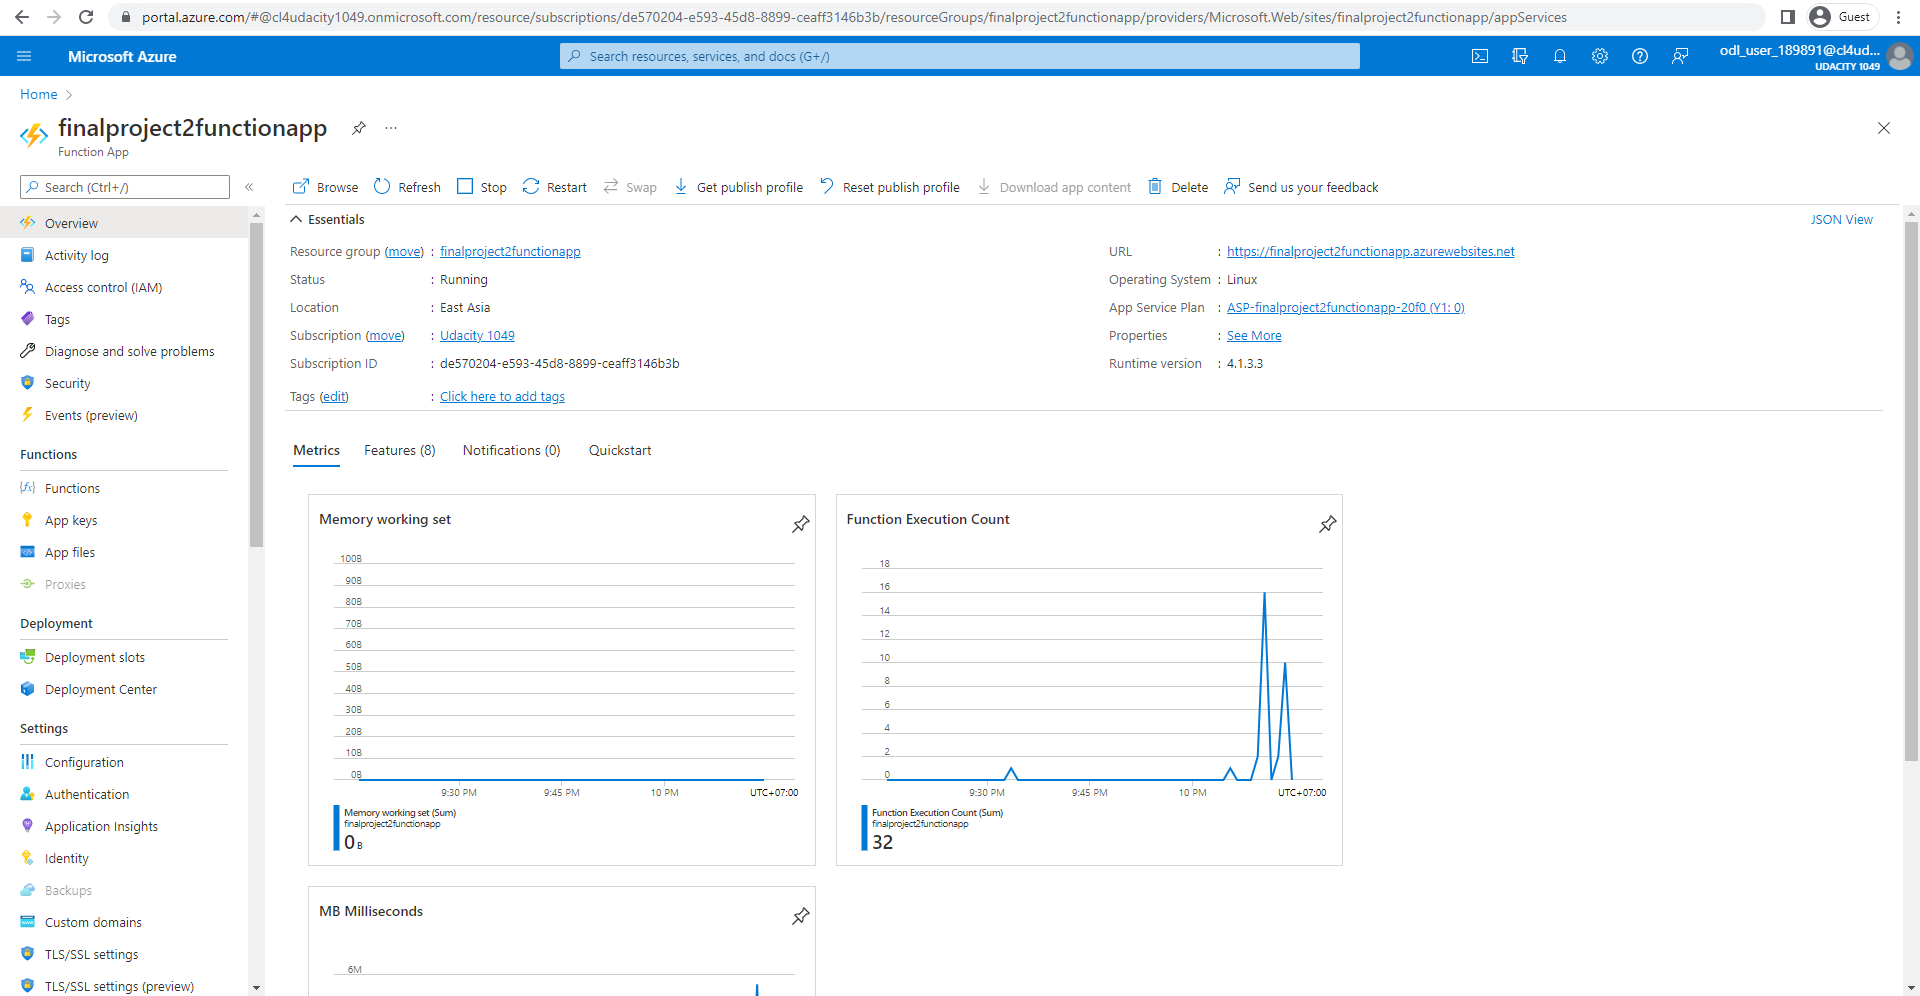 portal.azure.com/#@cl4udacity1049.onmicrosoft.com/resource/subscriptions/de570204-e593-45d8-8899-ceaff3146b3b/resourceGroups/finalproject2functionapp/providers/Microsoft.Web/sites/finalproject2functionapp/appServices
Guest
Microsoft Azure
Search resources, services, and docs (G+/)
odl_user_189891@cl4ud...
UDACITY 1049
Home
finalproject2functionapp
Function App
Search (Ctrl+/)
Overview
Activity log
Access control (IAM)
Tags
Diagnose and solve problems
Security
Events (preview)
Functions
Functions
App keys
App files
Proxies
Deployment
Deployment slots
Deployment Center
Settings
Configuration
Authentication
Application Insights
Identity
Backups
Custom domains
TLS/SSL settings
TLS/SSL settings (preview)
Browse Refresh Stop Restart Swap Get publish profile Reset publish profile Download app content Delete Send us your feedback
Essentials
JSON View
Resource group (move) : finalproject2functionapp
Status : Running
Location : East Asia
Subscription (move) : Udacity 1049
Subscription ID : de570204-e593-45d8-8899-ceaff3146b3b
Tags (edit) : Click here to add tags
URL : https://finalproject2functionapp.azurewebsites.net
Operating System : Linux
App Service Plan : ASP-finalproject2functionapp-20f0 (Y1: 0)
Properties : See More
Runtime version : 4.1.3.3
Metrics Features (8) Notifications (0) Quickstart
Memory working set
100B
90B
80B
70B
60B
50B
40B
30B
20B
10B
0B
9:30 PM 9:45 PM 10 PM UTC+07:00
Memory working set (Sum)
finalproject2functionapp
0 B
Function Execution Count
18
16
14
12
10
8
6
4
2
0
9:30 PM 9:45 PM 10 PM UTC+07:00
Function Execution Count (Sum)
finalproject2functionapp
32
MB Milliseconds
6M